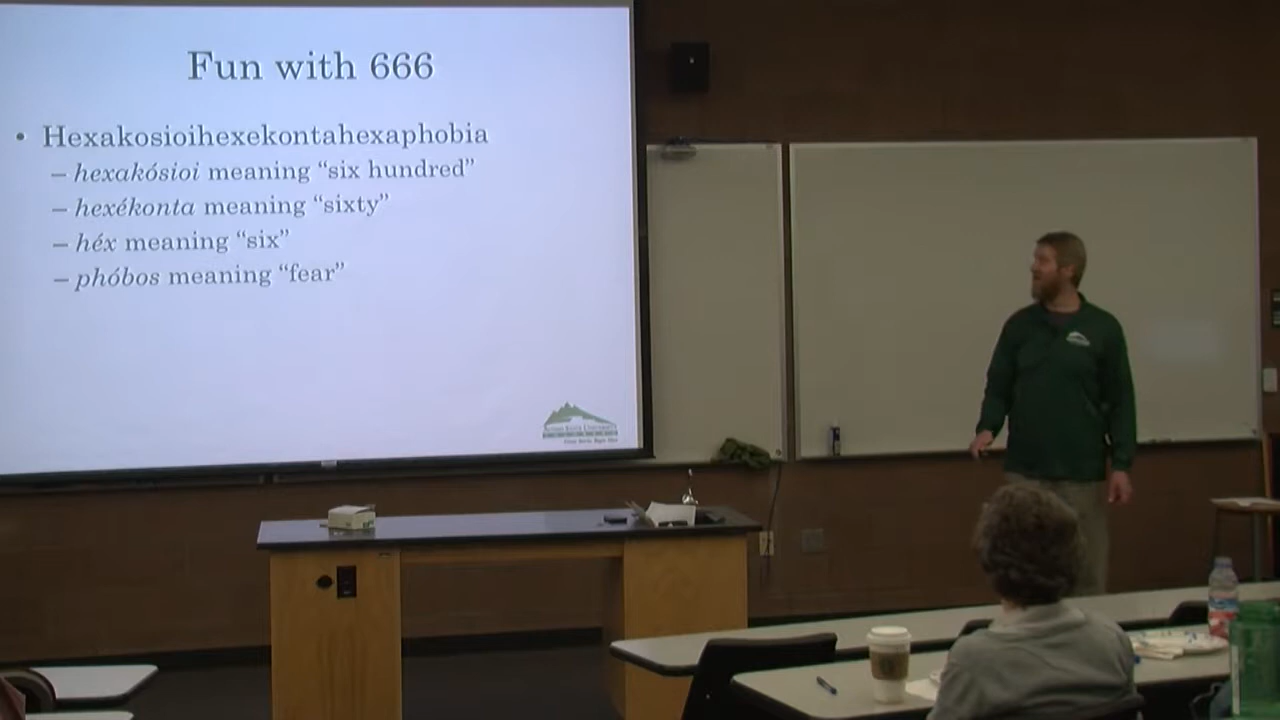 Fun with 666
• Hexakosioihexekontahexaphobia
– hexakósioi meaning “six hundred”
– hexékonta meaning “sixty”
– héx meaning “six”
– phóbos meaning “fear”